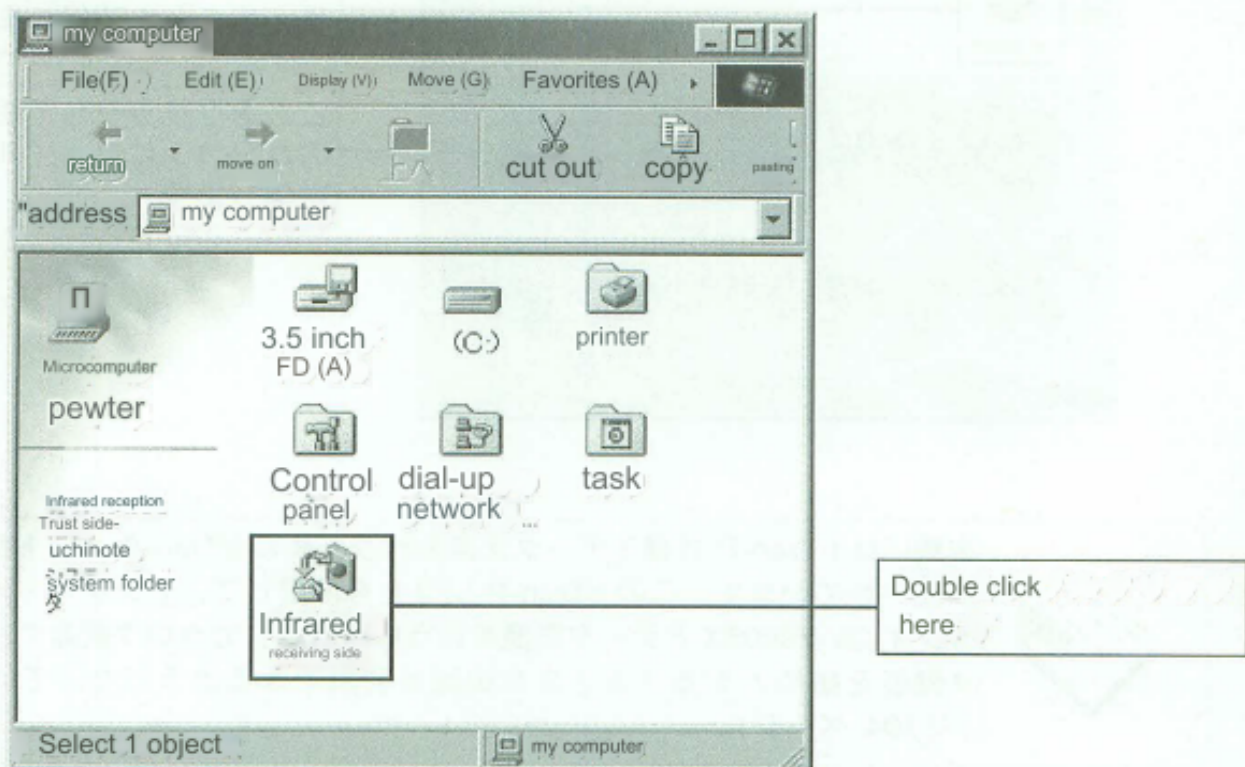 my computer
File(F) Edit (E) Display (V) Move (G) Favorites (A)
return move on cut out copy pasting
"address my computer
3.5 inch
FD (A)
(C:)
printer
Microcomputer
pewter
Control
panel
dial-up
network ...
task
Infrared reception
Trust side-
uchinote
system folder
タ
Infrared
receiving side
Double click
here
Select 1 object my computer